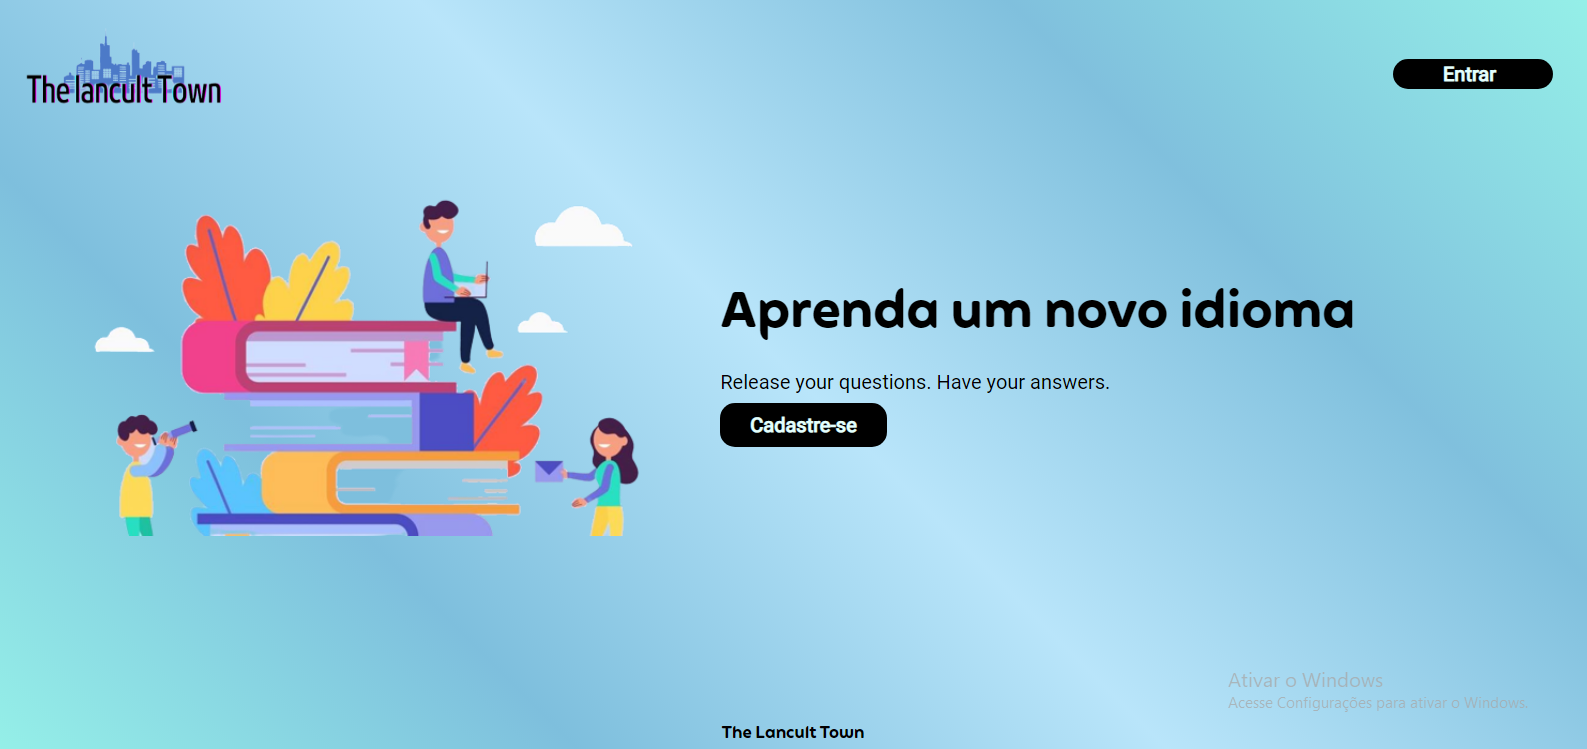 The lancult Town
Entrar
Aprenda um novo idioma
Release your questions. Have your answers.
Cadastre-se
Ativar o Windows
Acesse Configurações para ativar o Windows.
The Lancult Town